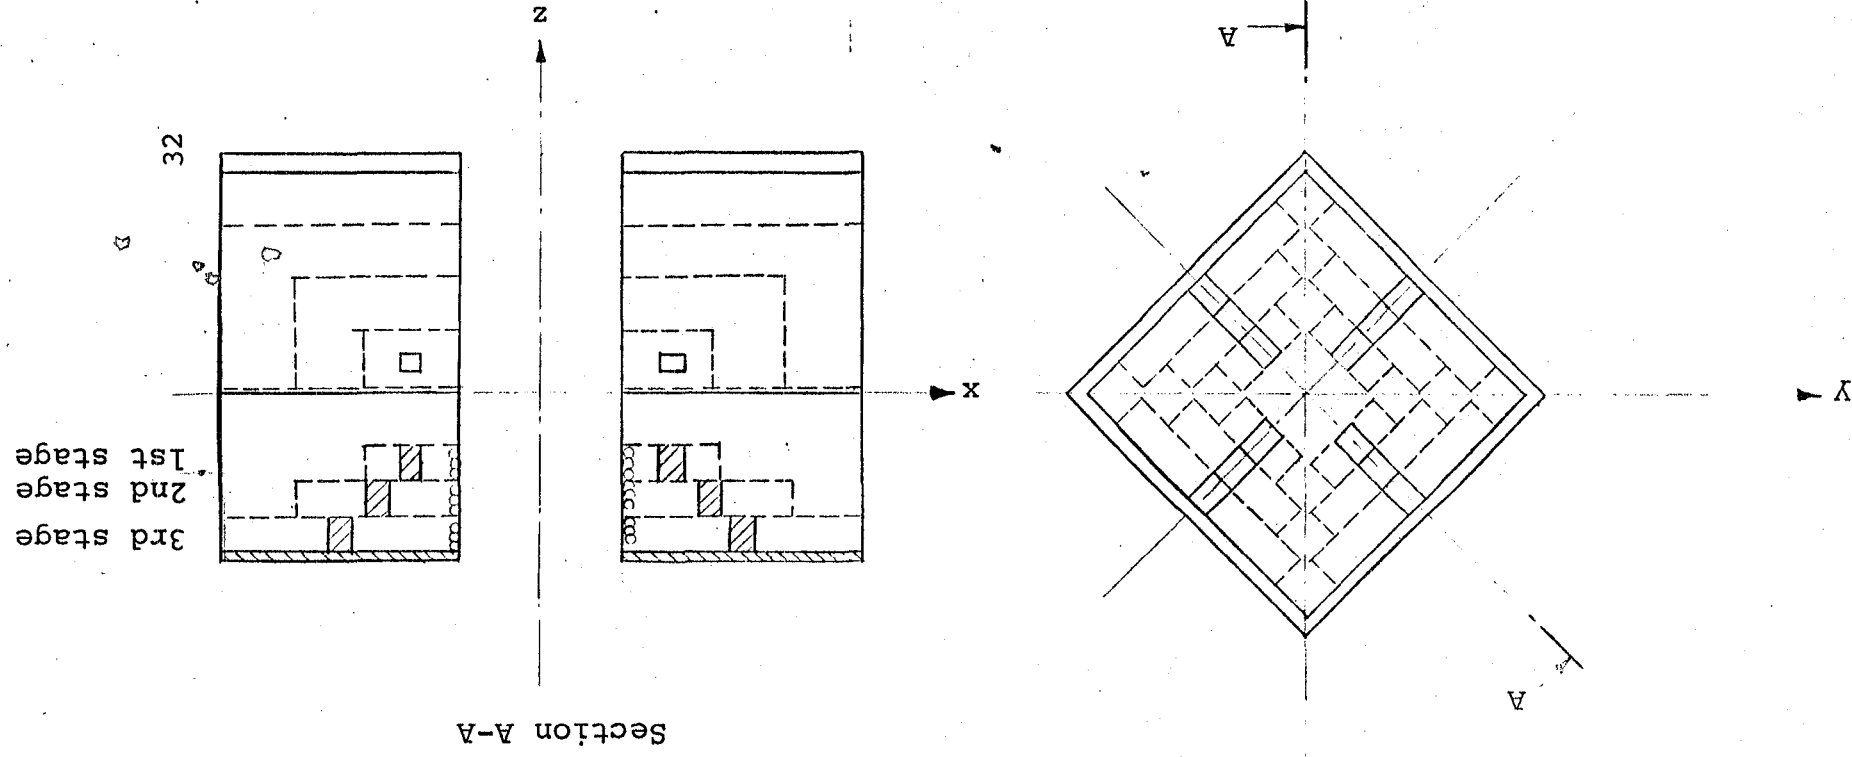 Section A-A
3rd stage
2nd stage
1st stage
32
z
x
A
A
y